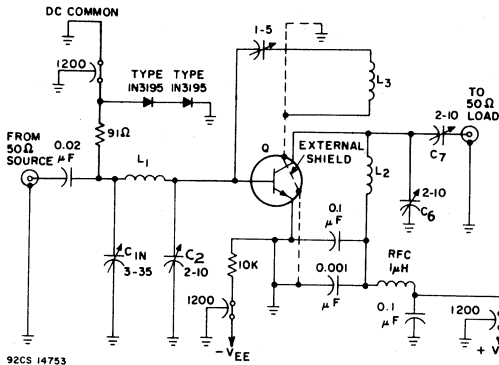 DC COMMON
1200
TYPE TYPE
IN3195 IN3195
91Ω
1-5
L3
TO
50Ω
LOAD
2-10
C7
FROM
50Ω
SOURCE
0.02
μF
L1
Q
EXTERNAL
SHIELD
L2
2-10
C6
CIN
3-35
C2
2-10
0.1
μF
10K
0.001
μF
RFC
1μH
1200
0.1
μF
1200
-VEE
+V
92CS 14753